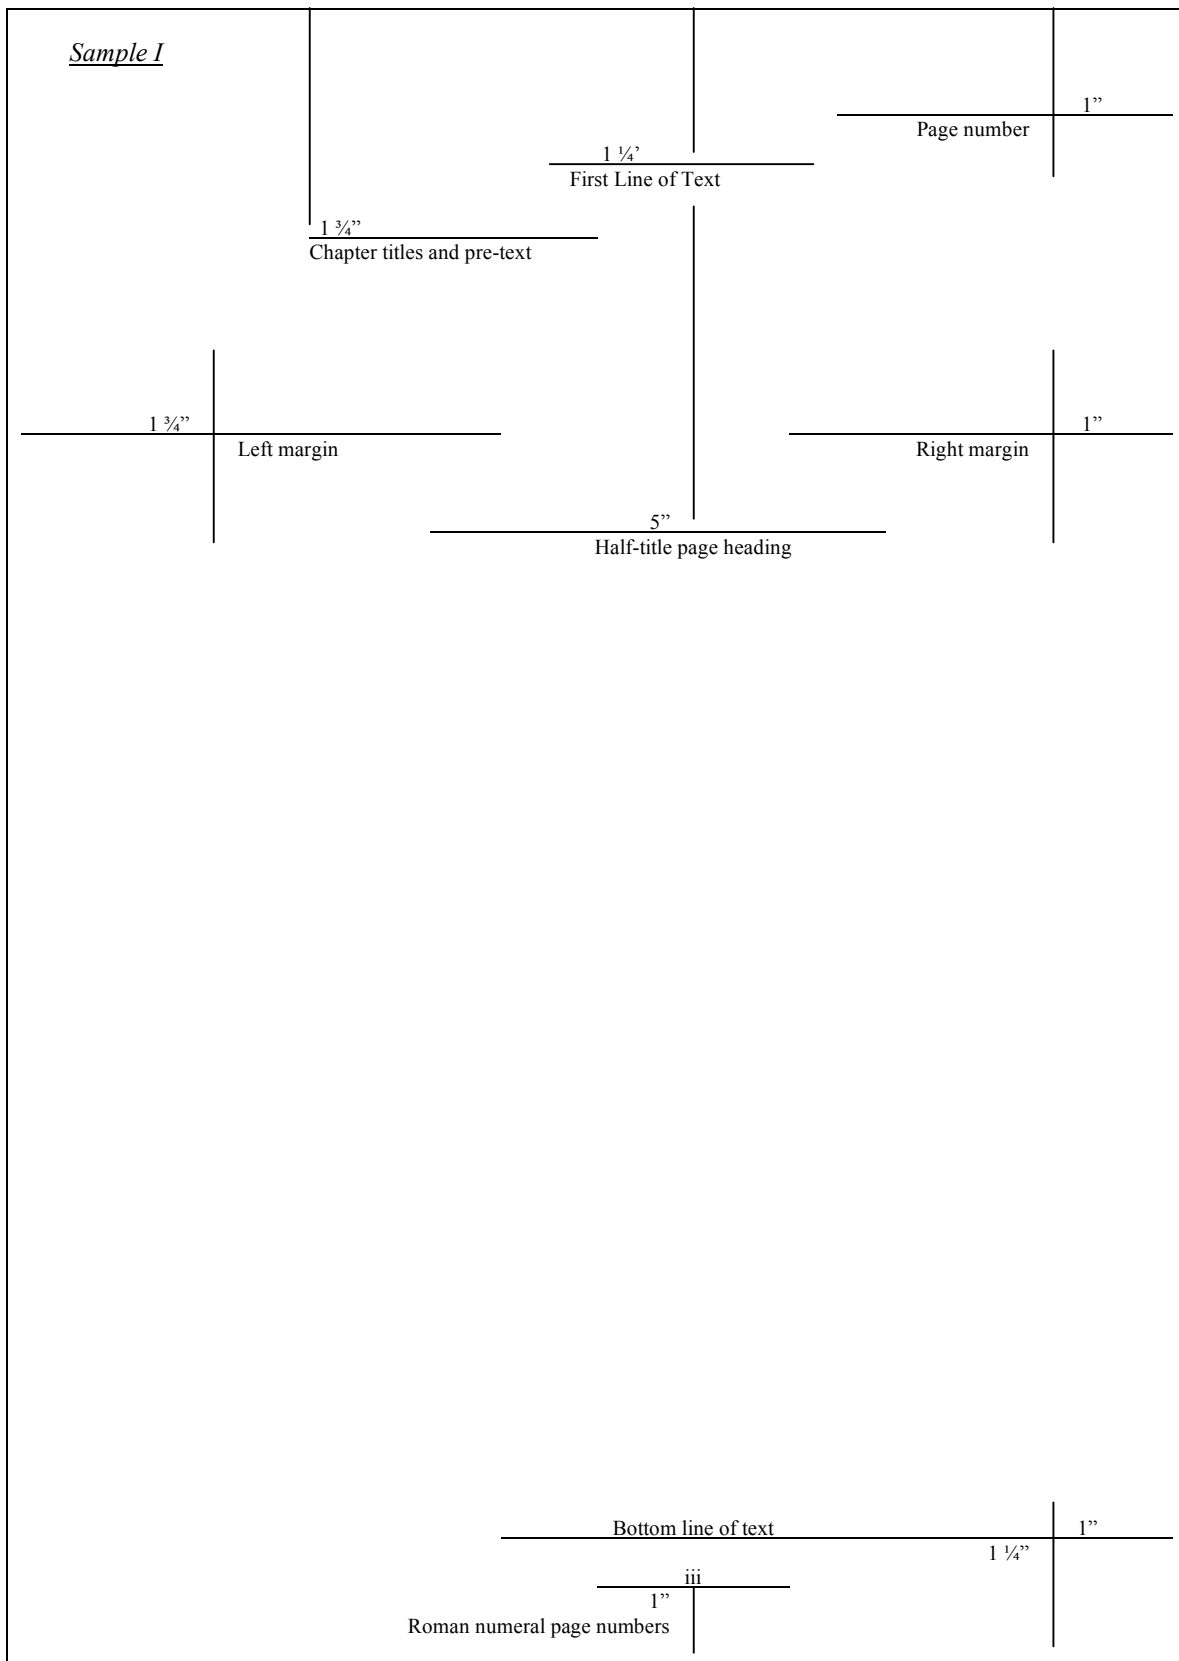 Sample I
1”
Page number
1 ¼’
First Line of Text
1 ¾”
Chapter titles and pre-text
1 ¾”
Left margin
1”
Right margin
5”
Half-title page heading
Bottom line of text
1”
1 ¼”
iii
1”
Roman numeral page numbers